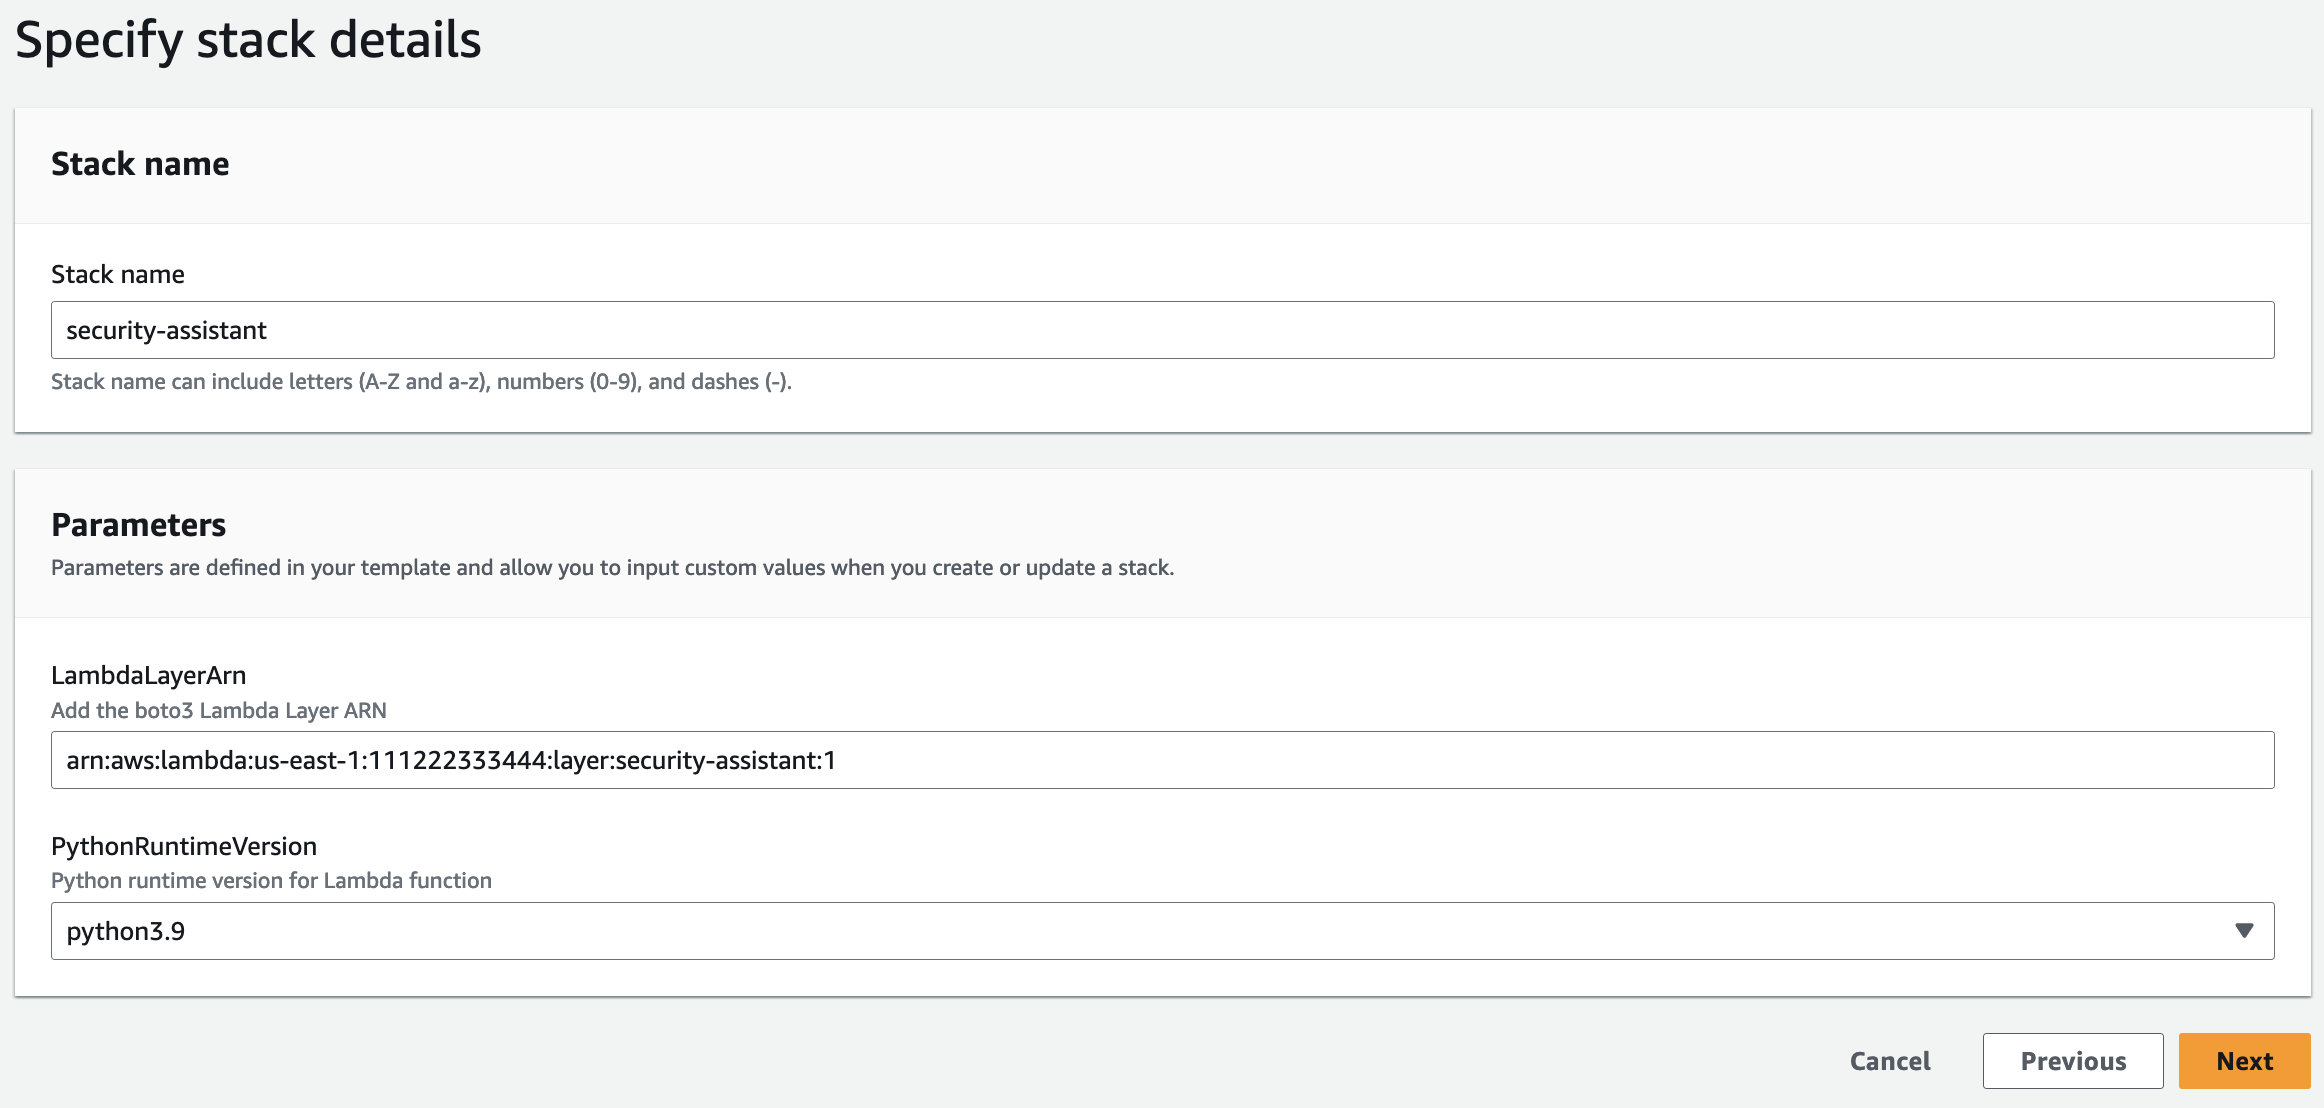 Specify stack details
Stack name
Stack name
security-assistant
Stack name can include letters (A-Z and a-z), numbers (0-9), and dashes (-).
Parameters
Parameters are defined in your template and allow you to input custom values when you create or update a stack.
LambdaLayerArn
Add the boto3 Lambda Layer ARN
arn:aws:lambda:us-east-1:111222333444:layer:security-assistant:1
PythonRuntimeVersion
Python runtime version for Lambda function
python3.9
Cancel Previous Next